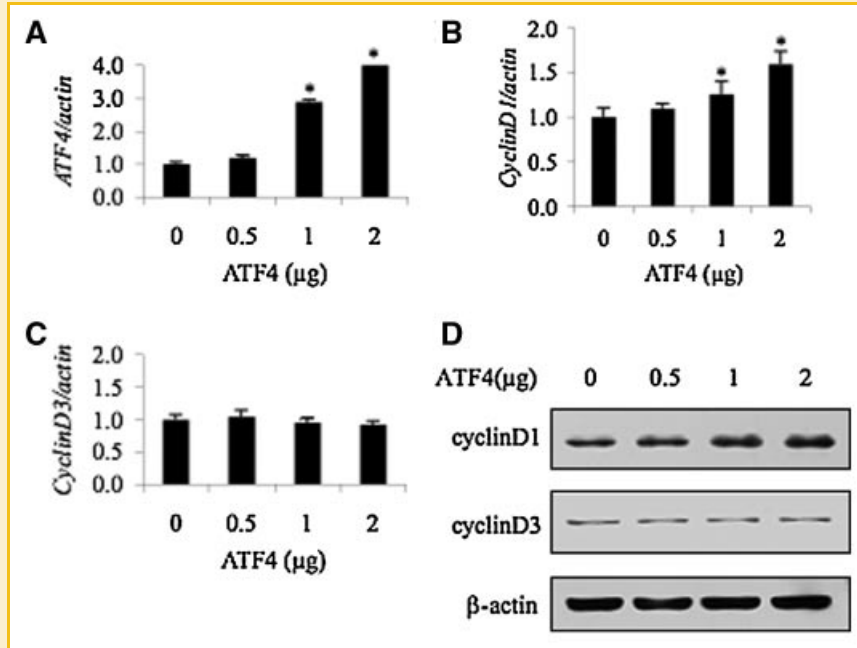 A
ATF4/actin
4.0
3.0
2.0
1.0
0.0
*
*
0 0.5 1 2
ATF4 (µg)
B
CyclinD1/actin
2.0
1.5
1.0
0.5
0.0
*
*
0 0.5 1 2
ATF4 (µg)
C
CyclinD3/actin
2.0
1.5
1.0
0.5
0.0
0 0.5 1 2
ATF4 (µg)
D
ATF4(µg) 0 0.5 1 2
cyclinD1
cyclinD3
β-actin